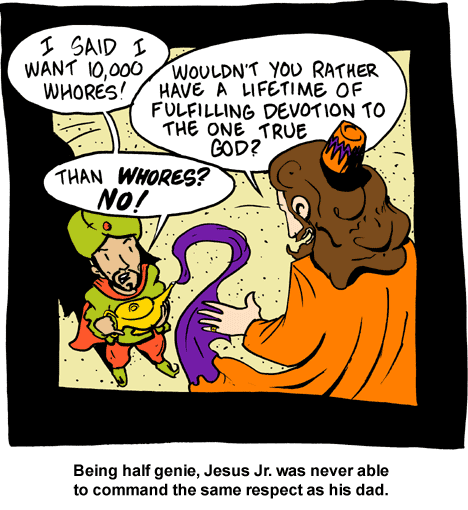 I SAID I
WANT 10,000
WHORES!
WOULDN'T YOU RATHER
HAVE A LIFETIME OF
FULFILLING DEVOTION TO
THE ONE TRUE
GOD?
THAN WHORES?
NO!
Being half genie, Jesus Jr. was never able
to command the same respect as his dad.